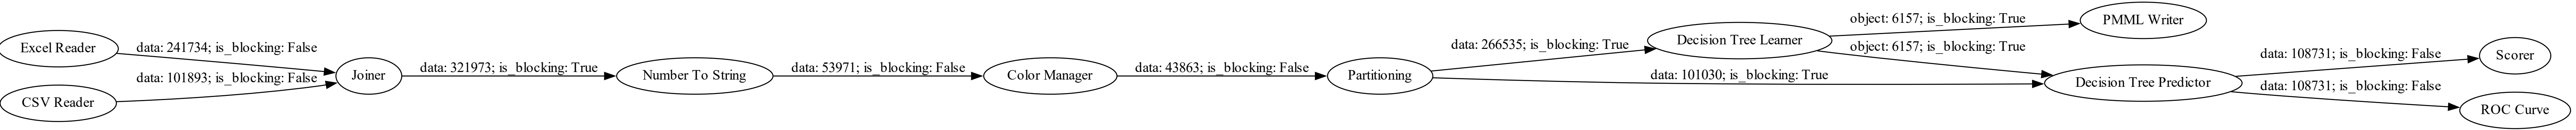 Excel Reader
data: 241734; is_blocking: False
CSV Reader
data: 101893; is_blocking: False
Joiner
data: 321973; is_blocking: True
Number To String
data: 53971; is_blocking: False
Color Manager
data: 43863; is_blocking: False
Partitioning
data: 266535; is_blocking: True
data: 101030; is_blocking: True
Decision Tree Learner
object: 6157; is_blocking: True
object: 6157; is_blocking: True
PMML Writer
Decision Tree Predictor
data: 108731; is_blocking: False
data: 108731; is_blocking: False
Scorer
ROC Curve